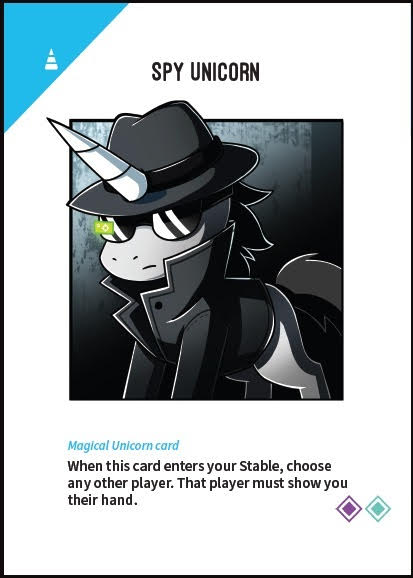 SPY UNICORN
Magical Unicorn card
When this card enters your Stable, choose
any other player. That player must show you
their hand.